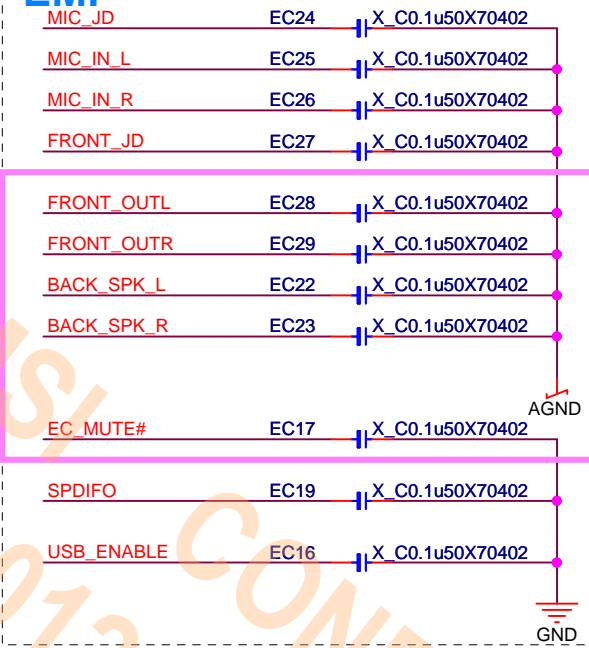 EMI
MIC_JD EC24 X_C0.1u50X70402
MIC_IN_L EC25 X_C0.1u50X70402
MIC_IN_R EC26 X_C0.1u50X70402
FRONT_JD EC27 X_C0.1u50X70402
FRONT_OUTL EC28 X_C0.1u50X70402
FRONT_OUTR EC29 X_C0.1u50X70402
BACK_SPK_L EC22 X_C0.1u50X70402
BACK_SPK_R EC23 X_C0.1u50X70402
AGND
EC_MUTE# EC17 X_C0.1u50X70402
SPDIFO EC19 X_C0.1u50X70402
USB_ENABLE EC16 X_C0.1u50X70402
GND